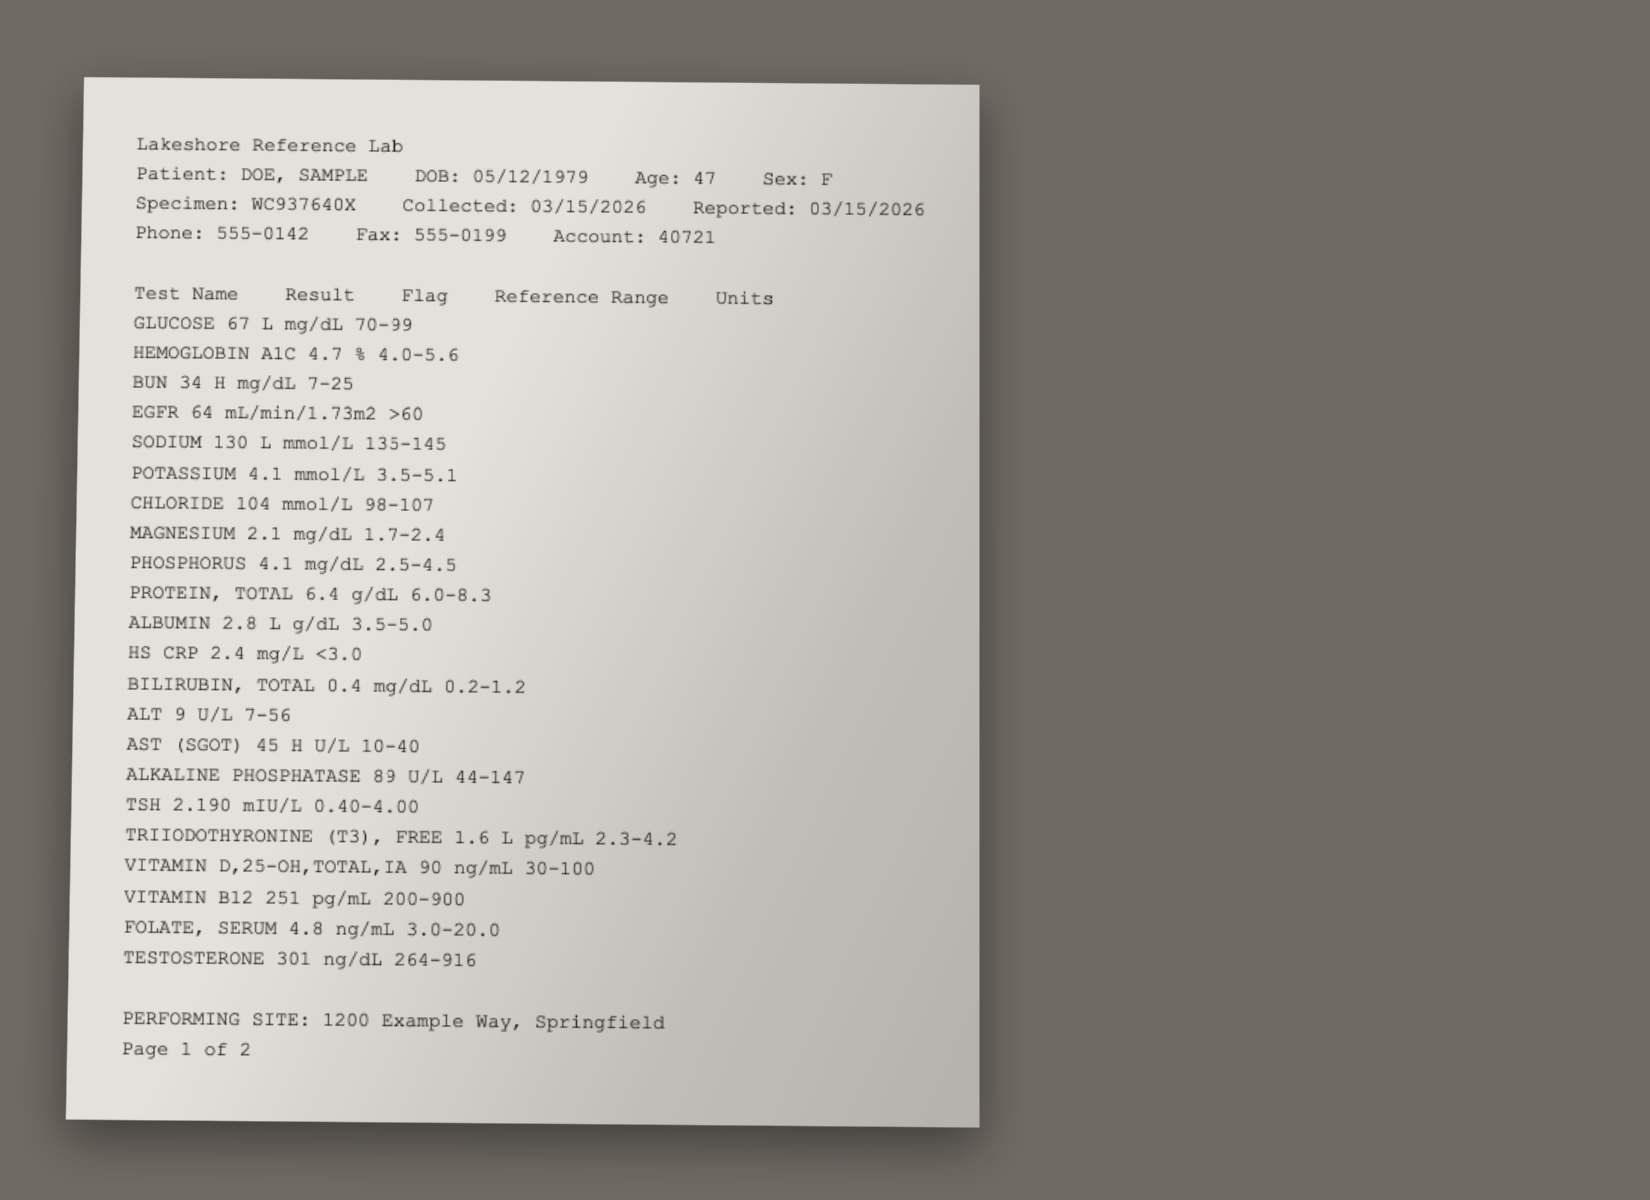 Lakeshore Reference Lab
Patient: DOE, SAMPLE    DOB: 05/12/1979    Age: 47    Sex: F
Specimen: WC937640X    Collected: 03/15/2026    Reported: 03/15/2026
Phone: 555-0142    Fax: 555-0199    Account: 40721
Test Name    Result    Flag    Reference Range    Units
GLUCOSE 67 L mg/dL 70-99
HEMOGLOBIN A1C 4.7 % 4.0-5.6
BUN 34 H mg/dL 7-25
EGFR 64 mL/min/1.73m2 >60
SODIUM 130 L mmol/L 135-145
POTASSIUM 4.1 mmol/L 3.5-5.1
CHLORIDE 104 mmol/L 98-107
MAGNESIUM 2.1 mg/dL 1.7-2.4
PHOSPHORUS 4.1 mg/dL 2.5-4.5
PROTEIN, TOTAL 6.4 g/dL 6.0-8.3
ALBUMIN 2.8 L g/dL 3.5-5.0
HS CRP 2.4 mg/L <3.0
BILIRUBIN, TOTAL 0.4 mg/dL 0.2-1.2
ALT 9 U/L 7-56
AST (SGOT) 45 H U/L 10-40
ALKALINE PHOSPHATASE 89 U/L 44-147
TSH 2.190 mIU/L 0.40-4.00
TRIIODOTHYRONINE (T3), FREE 1.6 L pg/mL 2.3-4.2
VITAMIN D,25-OH,TOTAL,IA 90 ng/mL 30-100
VITAMIN B12 251 pg/mL 200-900
FOLATE, SERUM 4.8 ng/mL 3.0-20.0
TESTOSTERONE 301 ng/dL 264-916
PERFORMING SITE: 1200 Example Way, Springfield
Page 1 of 2